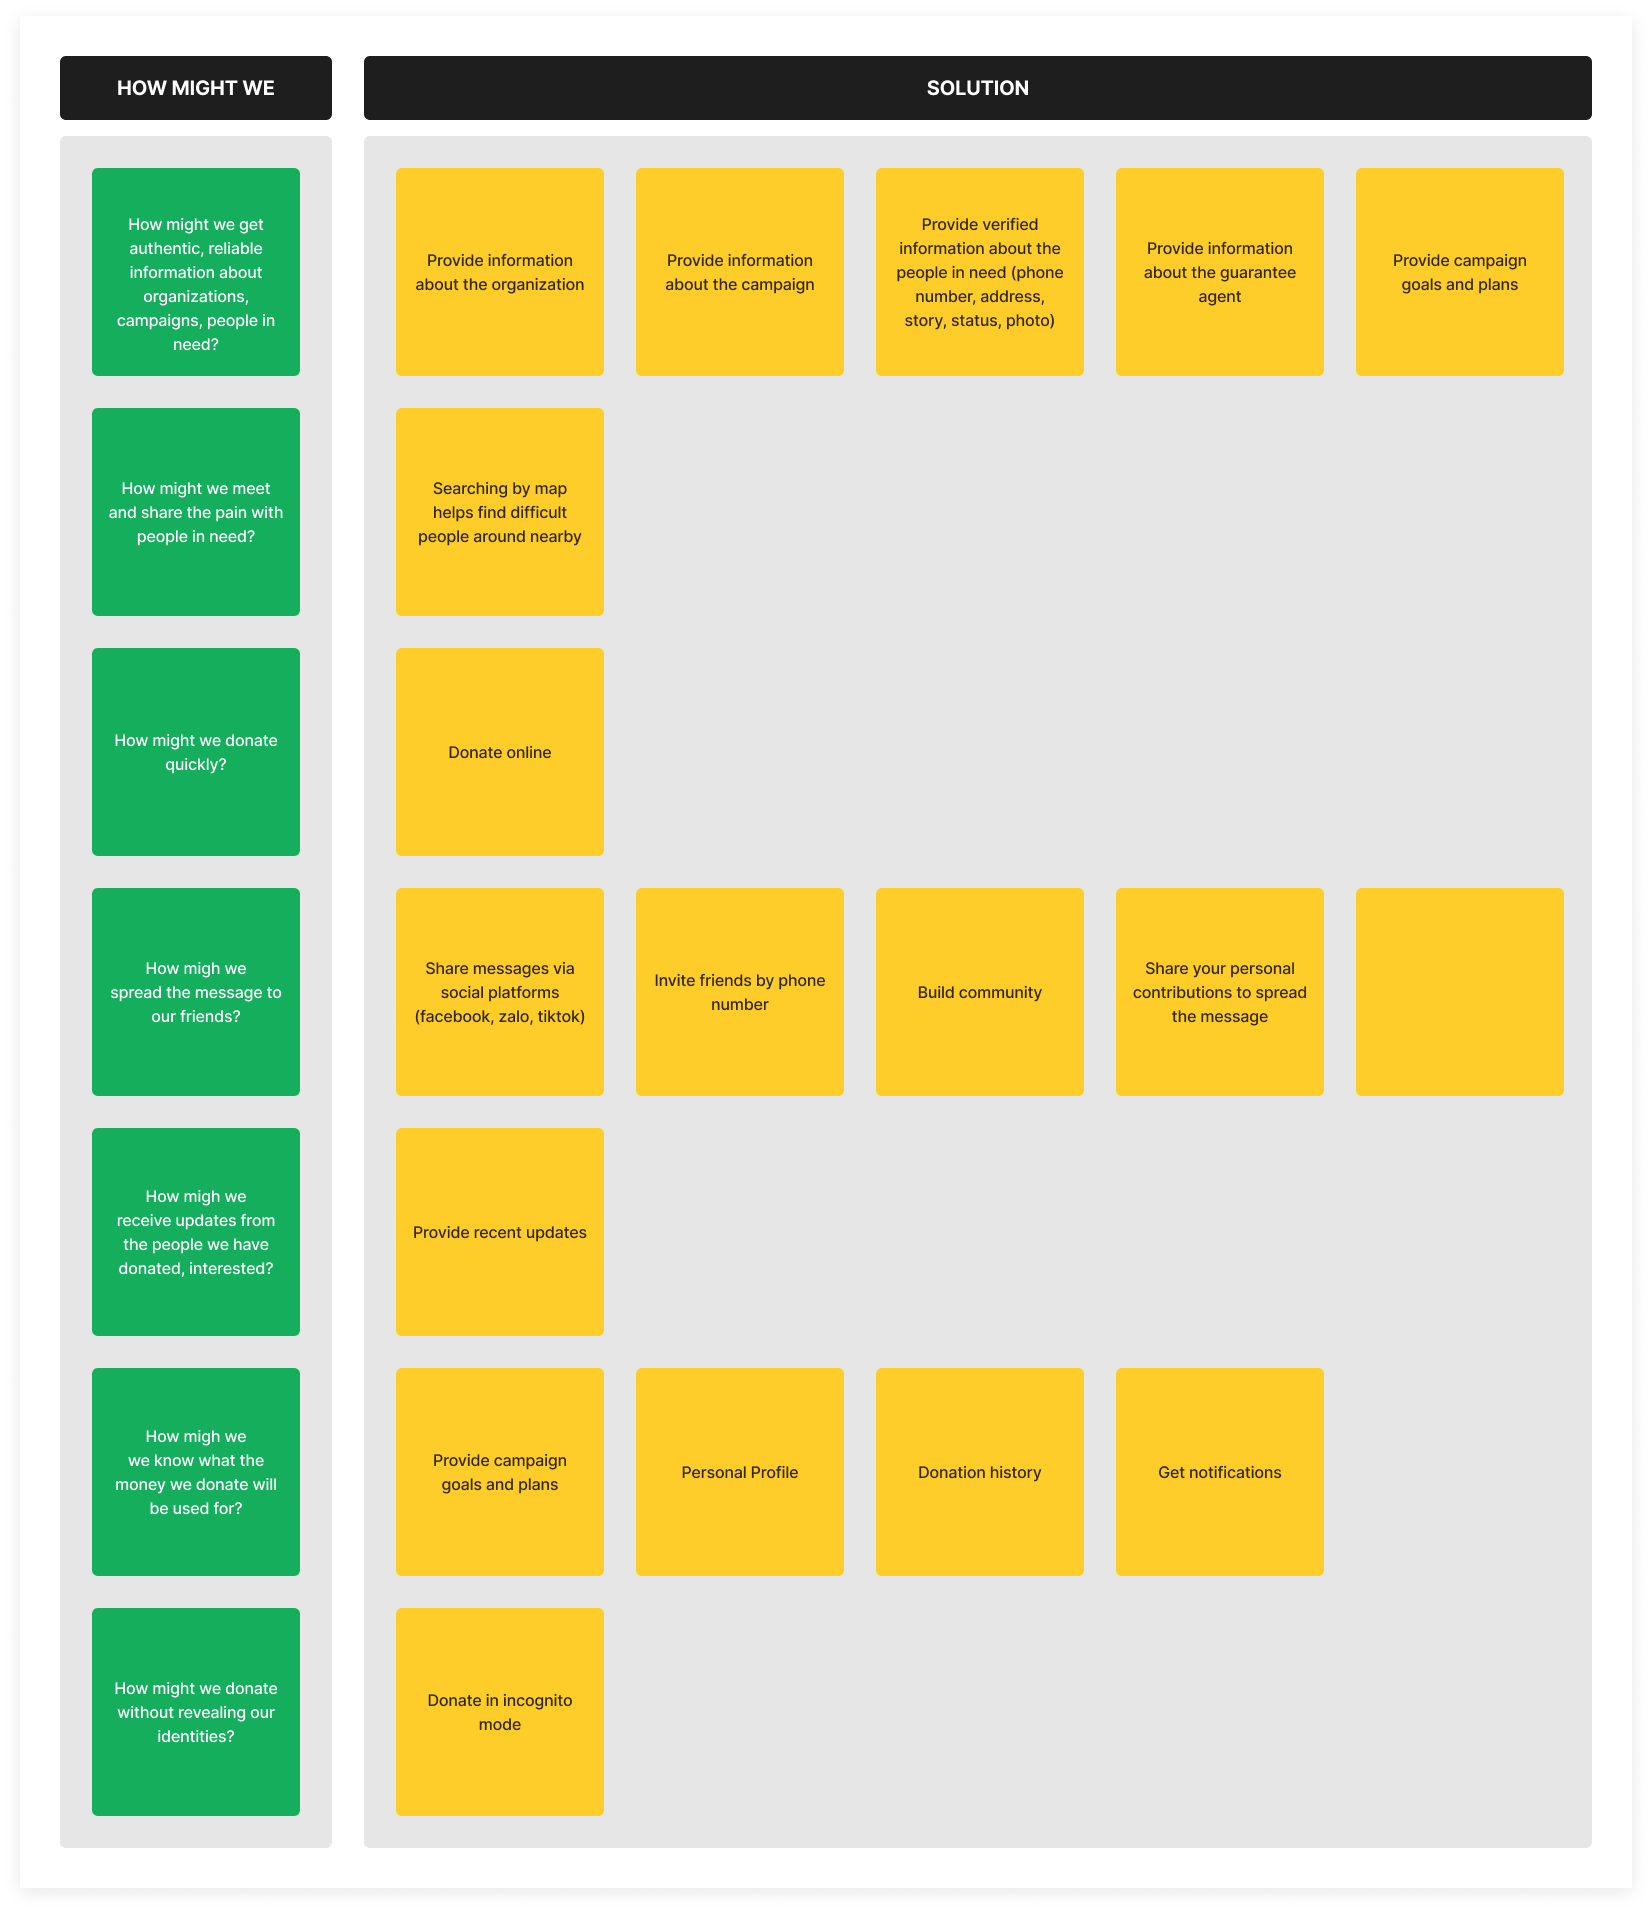 HOW MIGHT WE
SOLUTION
How might we get
authentic, reliable
information about
organizations,
campaigns, people in
need?
Provide information
about the organization
Provide information
about the campaign
Provide verified
information about the
people in need (phone
number, address,
story, status, photo)
Provide information
about the guarantee
agent
Provide campaign
goals and plans
How might we meet
and share the pain with
people in need?
Searching by map
helps find difficult
people around nearby
How might we donate
quickly?
Donate online
How migh we
spread the message to
our friends?
Share messages via
social platforms
(facebook, zalo, tiktok)
Invite friends by phone
number
Build community
Share your personal
contributions to spread
the message
How migh we
receive updates from
the people we have
donated, interested?
Provide recent updates
How migh we
we know what the
money we donate will
be used for?
Provide campaign
goals and plans
Personal Profile
Donation history
Get notifications
How might we donate
without revealing our
identities?
Donate in incognito
mode